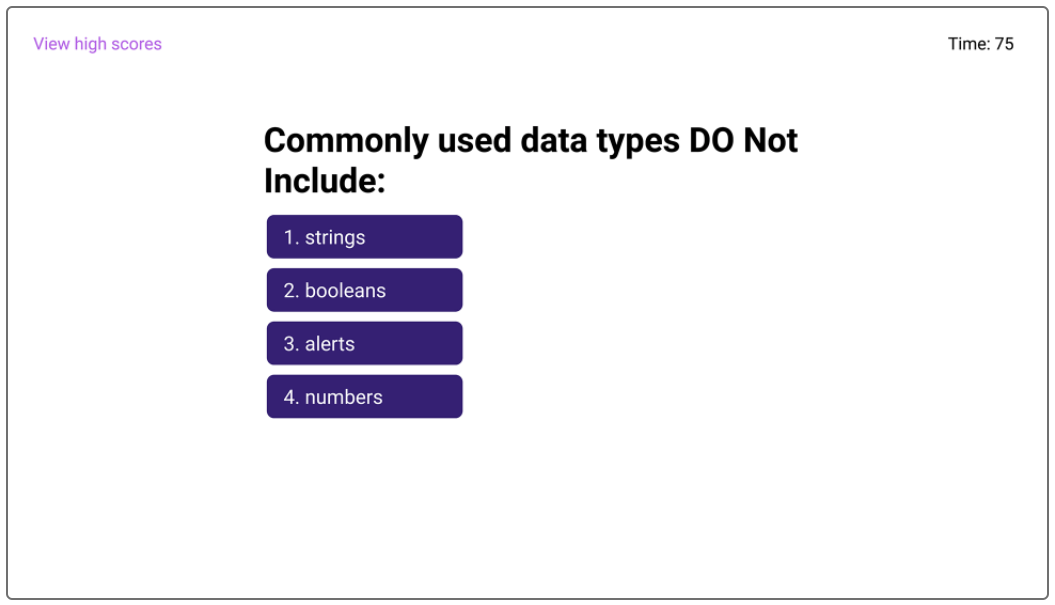 View high scores
Time: 75
Commonly used data types DO Not
Include:
1. strings
2. booleans
3. alerts
4. numbers